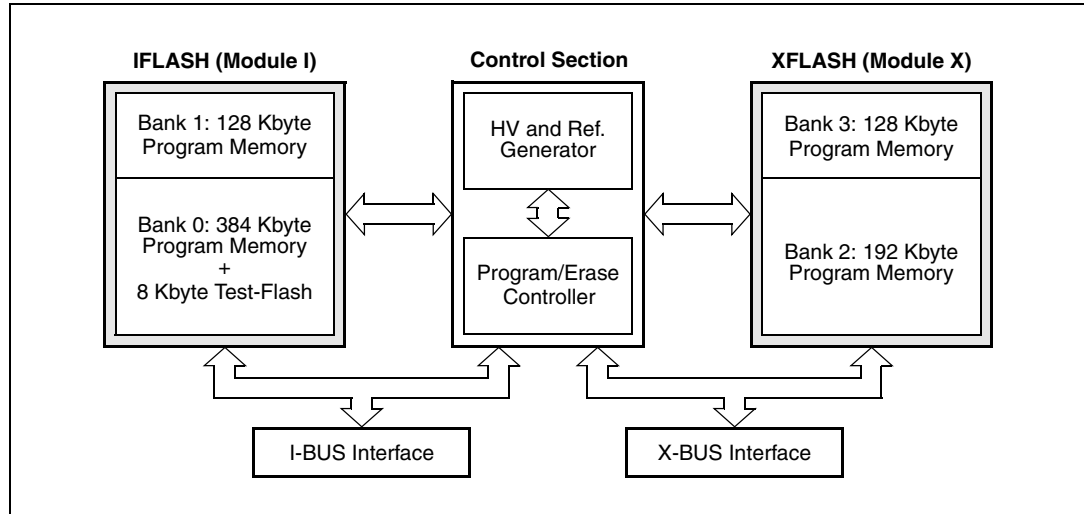 IFLASH (Module I)
Bank 1: 128 Kbyte
Program Memory
Bank 0: 384 Kbyte
Program Memory
+
8 Kbyte Test-Flash
Control Section
HV and Ref.
Generator
Program/Erase
Controller
XFLASH (Module X)
Bank 3: 128 Kbyte
Program Memory
Bank 2: 192 Kbyte
Program Memory
I-BUS Interface
X-BUS Interface